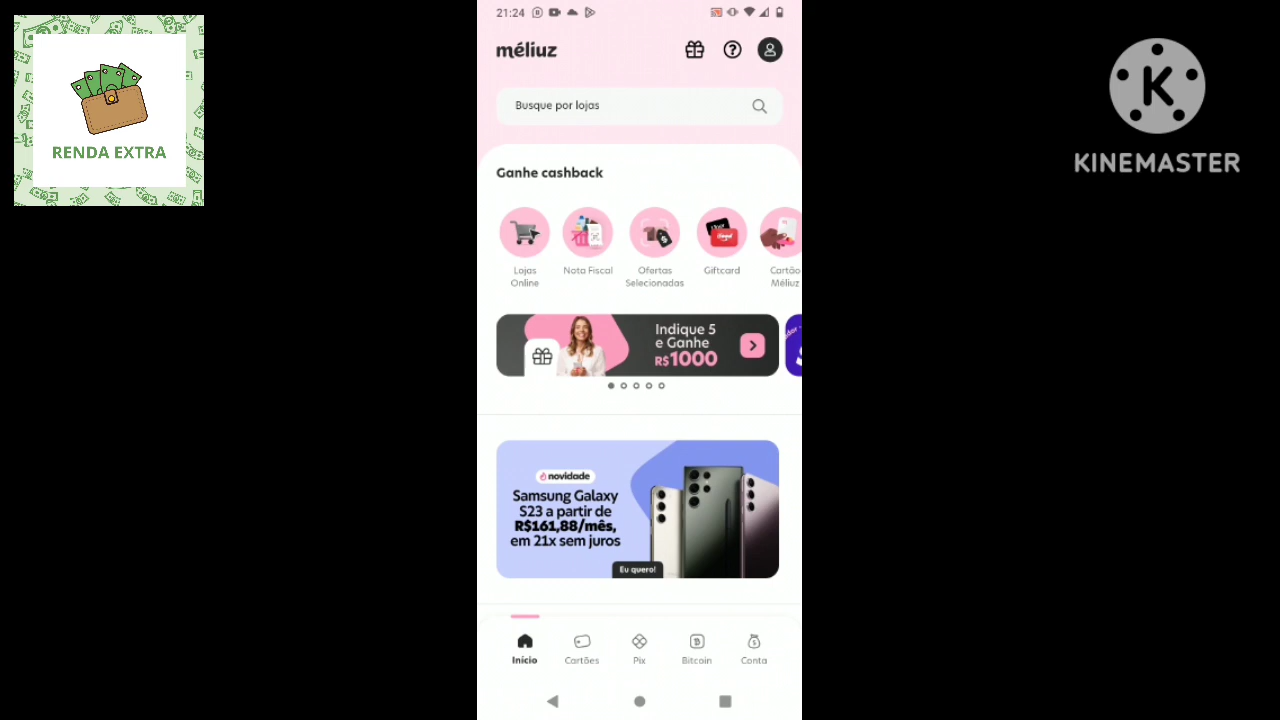 RENDA EXTRA
KINEMASTER
21:24
méliuz
Busque por lojas
Ganhe cashback
Lojas
Online
Nota Fiscal
Ofertas
Selecionadas
Giftcard
Cartão
Méliuz
Indique 5
e Ganhe
R$1000
novidade
Samsung Galaxy
S23 a partir de
R$161,88/mês,
em 21x sem juros
Eu quero!
Início
Cartões
Pix
Bitcoin
Conta